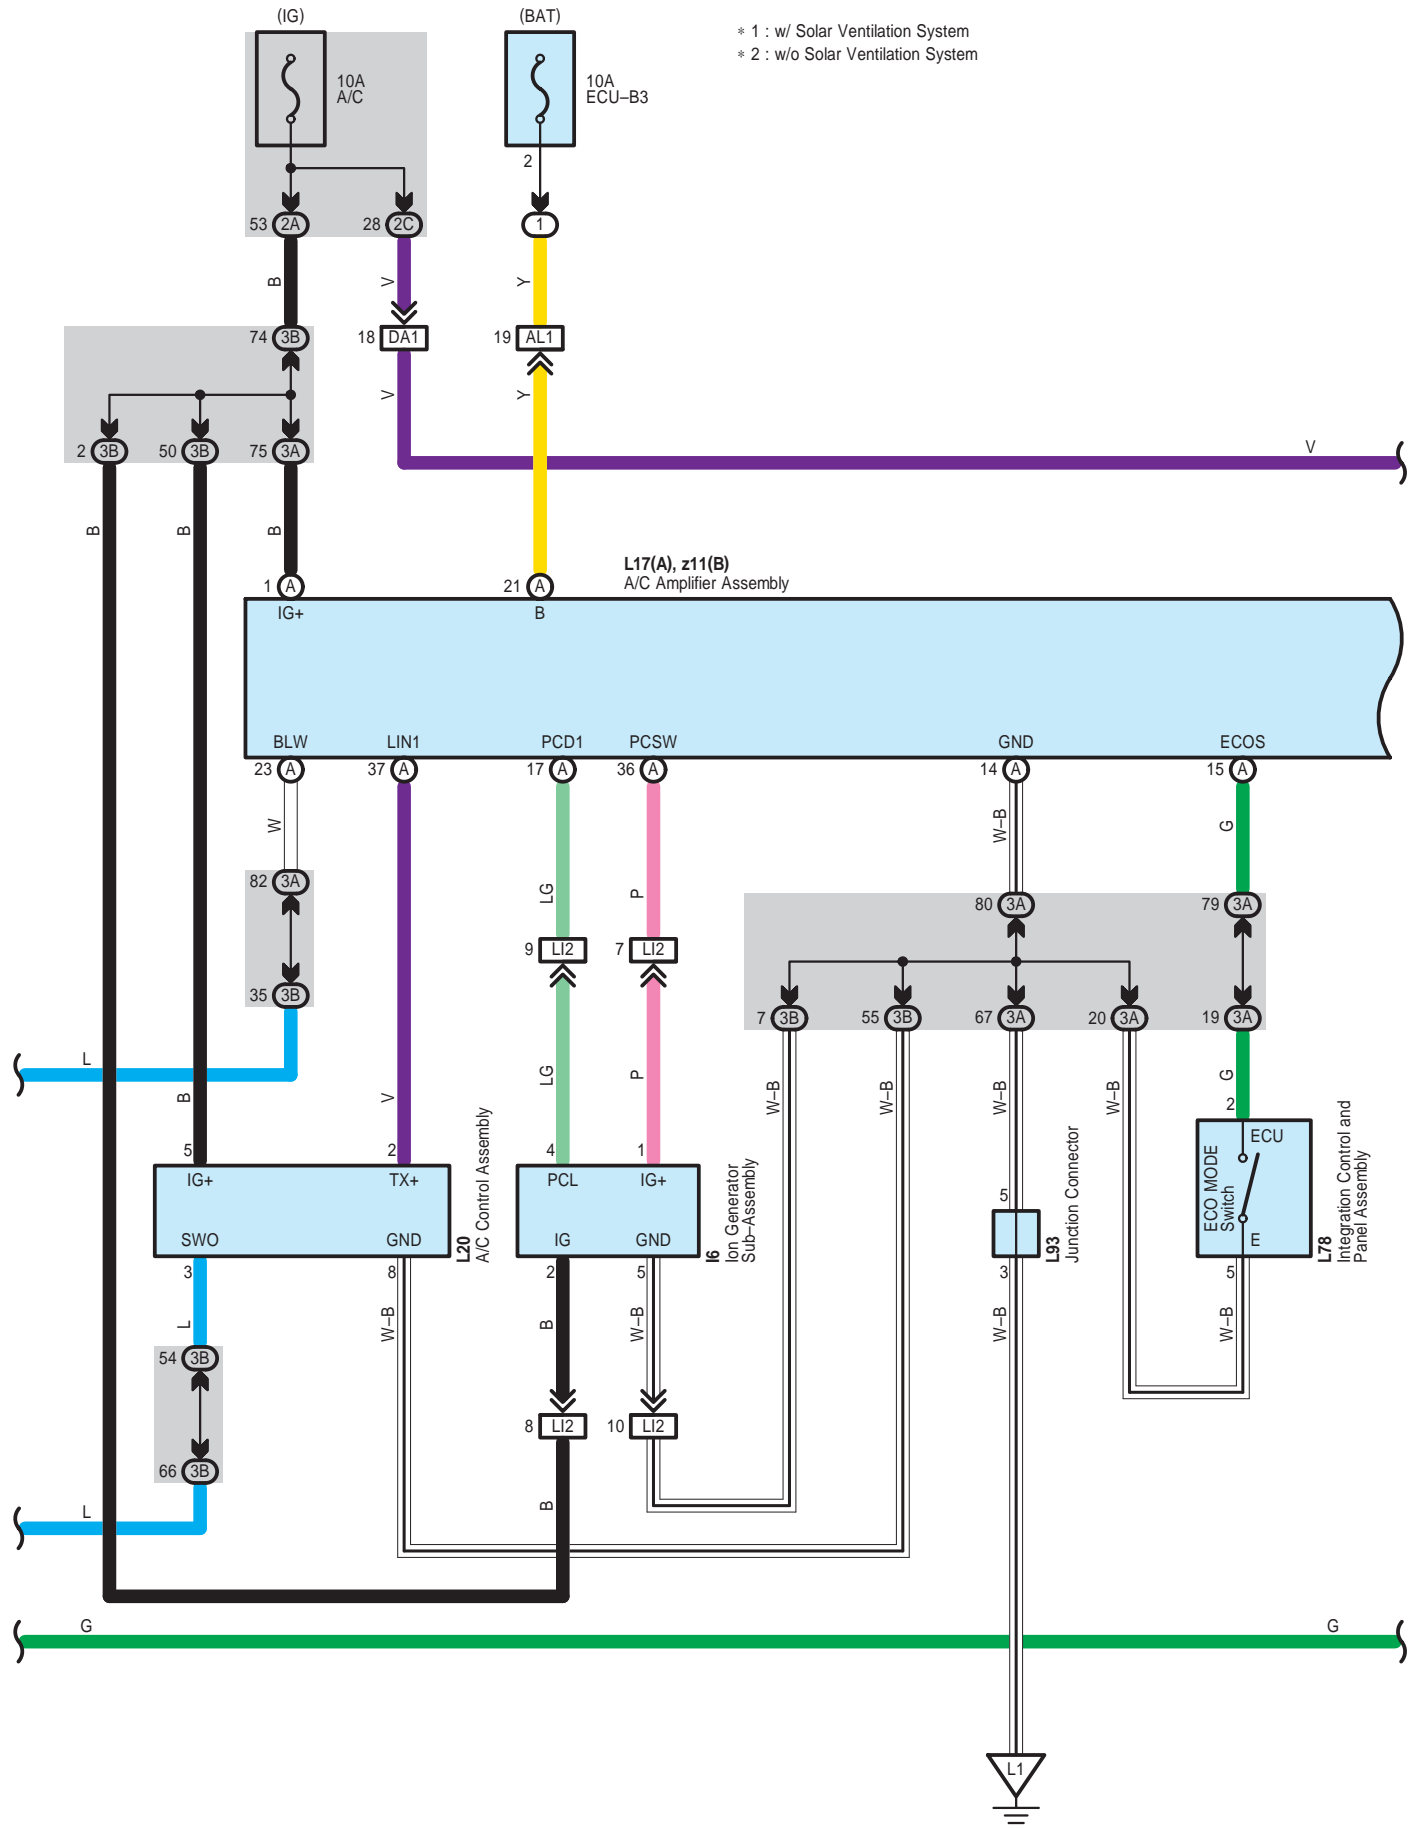 (IG)
(BAT)
∗ 1 : w/ Solar Ventilation System
∗ 2 : w/o Solar Ventilation System
10A
A/C
10A
ECU–B3
2
53 2A
28 2C
1
B
V
Y
74 3B
18 DA1
19 AL1
V
Y
2 3B
50 3B
75 3A
V
B
B
B
L17(A), z11(B)
A/C Amplifier Assembly
1 A
21 A
IG+
B
BLW
LIN1
PCD1
PCSW
GND
ECOS
23 A
37 A
17 A
36 A
14 A
15 A
W
W–B
G
82 3A
LG
P
80 3A
79 3A
9 LI2
7 LI2
35 3B
7 3B
55 3B
67 3A
20 3A
19 3A
L
B
V
LG
P
W–B
W–B
W–B
W–B
G
2
5
2
4
1
IG+
TX+
SWO
GND
L20
A/C Control Assembly
PCL
IG+
IG
GND
I6
Ion Generator
Sub–Assembly
5
L93
Junction Connector
ECU
ECO MODE
Switch
E
L78
Integration Control and
Panel Assembly
3
8
2
5
3
5
L
W–B
B
W–B
W–B
W–B
54 3B
8 LI2
10 LI2
66 3B
L
B
G
G
L1